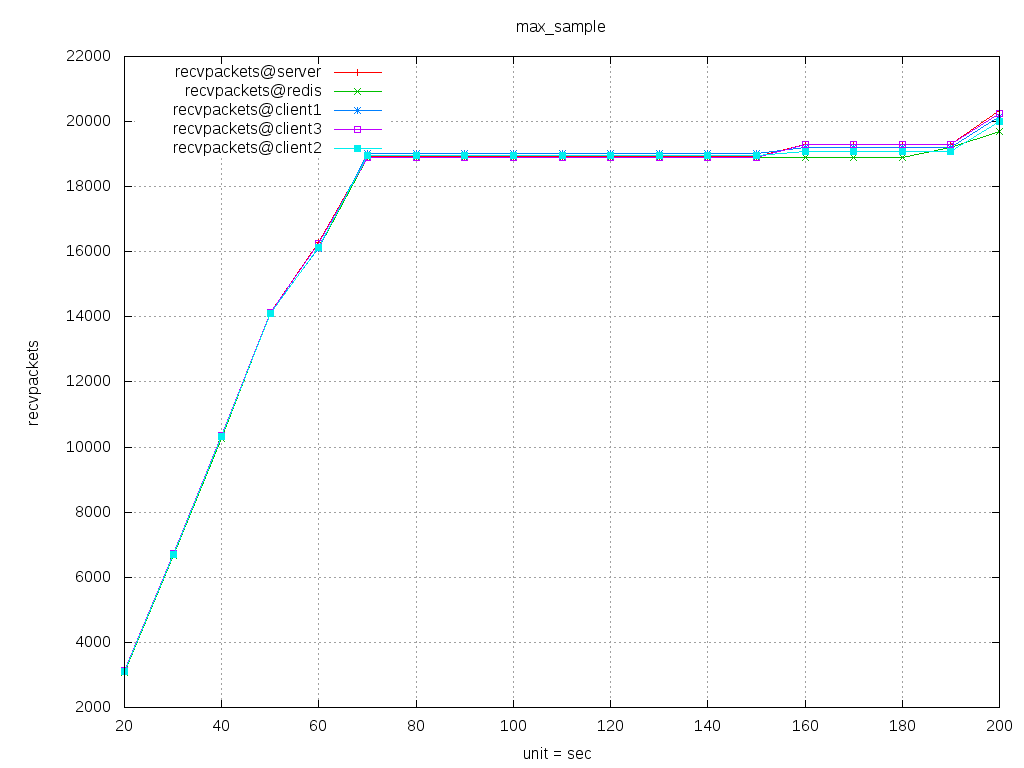 max_sample
22000
20000
18000
16000
14000
12000
10000
8000
6000
4000
2000
recvpackets
recvpackets@server
recvpackets@redis
recvpackets@client1
recvpackets@client3
recvpackets@client2
20 40 60 80 100 120 140 160 180 200
unit = sec